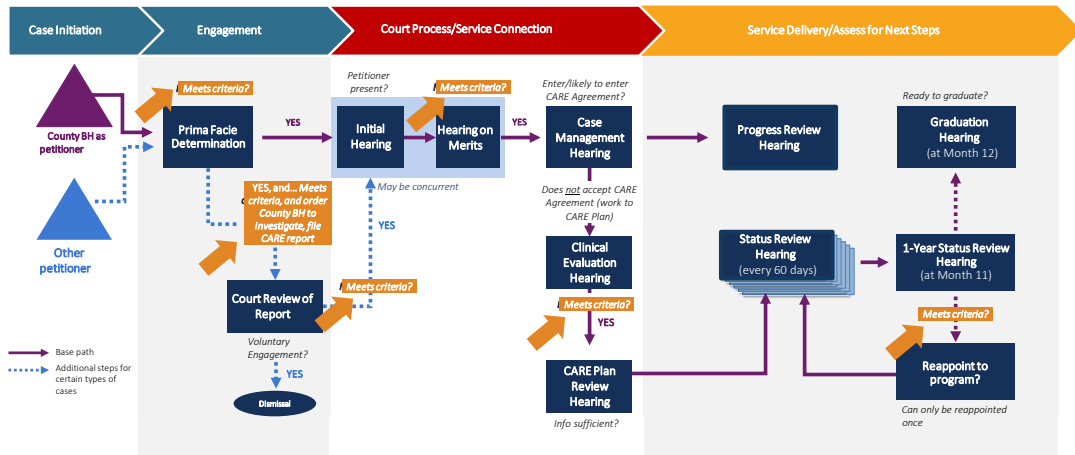 Case Initiation
Engagement
Court Process/Service Connection
Service Delivery/Assess for Next Steps
County BH as
petitioner
Other
petitioner
Meets criteria?
Prima Facie
Determination
YES
YES, and... Meets
criteria, and order
County BH to
Investigate, file
CARE report
Court Review of
Report
Voluntary
Engagement?
YES
Dismissal
Meets criteria?
YES
Petitioner
present?
Initial
Hearing
Meets criteria?
Hearing on
Merits
May be concurrent
YES
Enter/likely to enter
CARE Agreement?
Case
Management
Hearing
Does not accept CARE
Agreement (work to
CARE Plan)
Clinical
Evaluation
Hearing
Meets criteria?
YES
CARE Plan
Review
Hearing
Info sufficient?
Progress Review
Hearing
Status Review
Hearing
(every 60 days)
Ready to graduate?
Graduation
Hearing
(at Month 12)
1-Year Status Review
Hearing
(at Month 11)
Meets criteria?
Reappoint to
program?
Can only be reappointed
once
Base path
Additional steps for
certain types of
cases